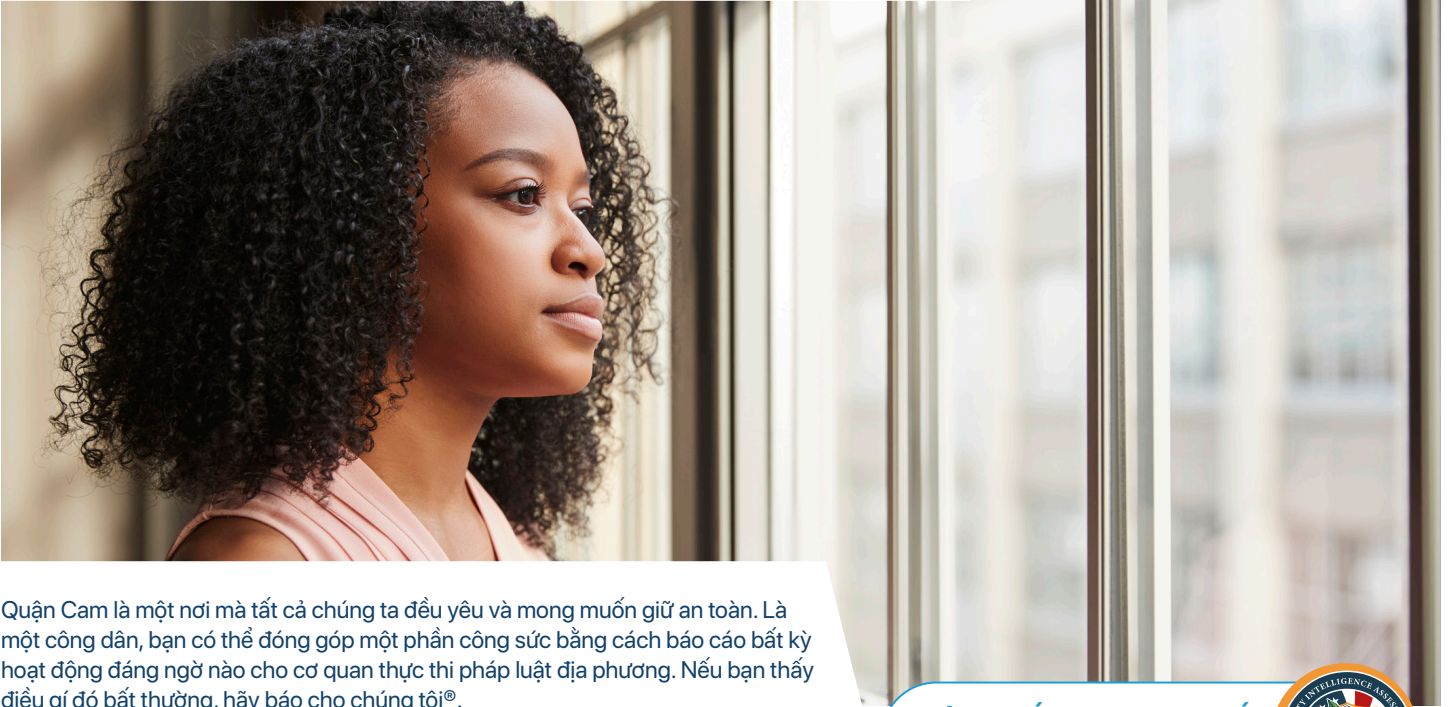 Quận Cam là một nơi mà tất cả chúng ta đều yêu và mong muốn giữ an toàn. Là
một công dân, bạn có thể đóng góp một phần công sức bằng cách báo cáo bất kỳ
hoạt động đáng ngờ nào cho cơ quan thực thi pháp luật địa phương. Nếu bạn thấy
điều gí đó bất thường, hãy báo cho chúng tôi®.
INTELLIGENCE